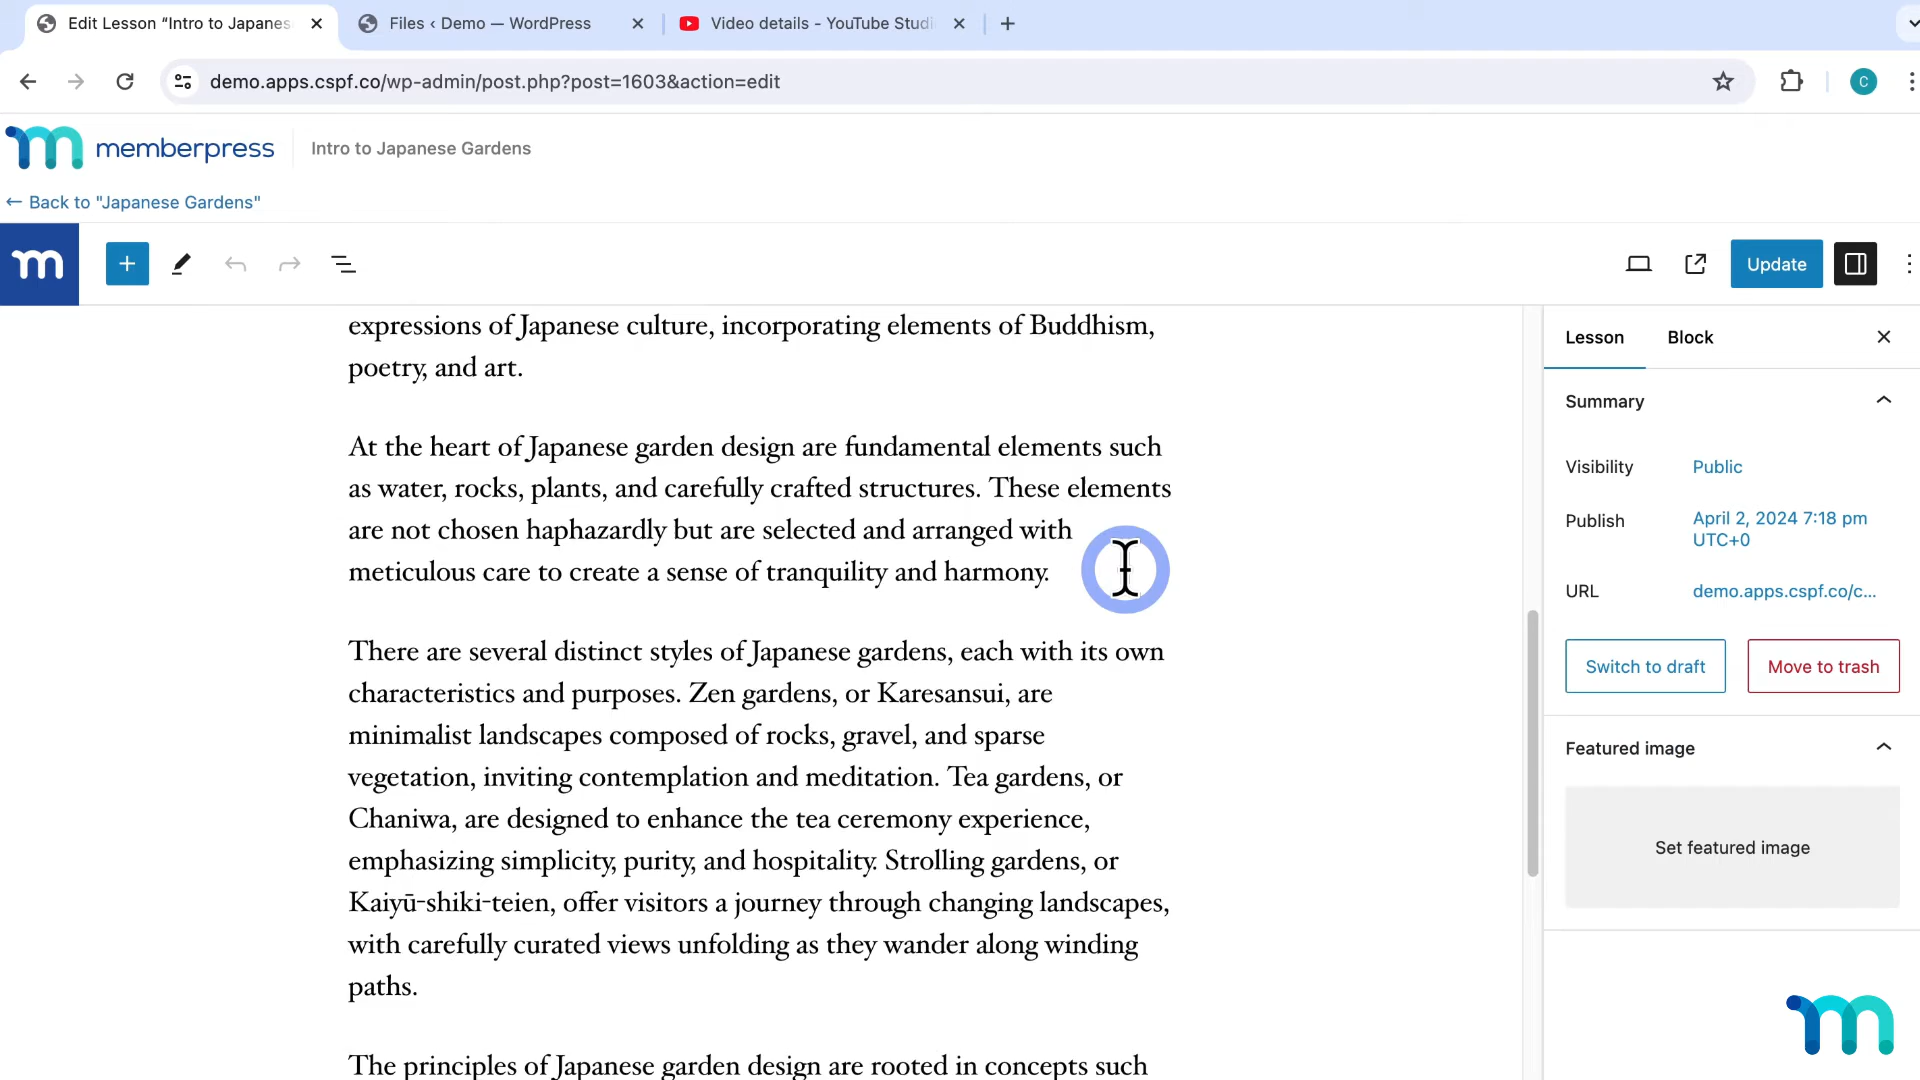 Edit Lesson “Intro to Japanes
Files ‹ Demo — WordPress
Video details - YouTube Studi
demo.apps.cspf.co/wp-admin/post.php?post=1603&action=edit
C
memberpress
Intro to Japanese Gardens
← Back to "Japanese Gardens"
Update
expressions of Japanese culture, incorporating elements of Buddhism,
poetry, and art.
At the heart of Japanese garden design are fundamental elements such
as water, rocks, plants, and carefully crafted structures. These elements
are not chosen haphazardly but are selected and arranged with
meticulous care to create a sense of tranquility and harmony.
There are several distinct styles of Japanese gardens, each with its own
characteristics and purposes. Zen gardens, or Karesansui, are
minimalist landscapes composed of rocks, gravel, and sparse
vegetation, inviting contemplation and meditation. Tea gardens, or
Chaniwa, are designed to enhance the tea ceremony experience,
emphasizing simplicity, purity, and hospitality. Strolling gardens, or
Kaiyū-shiki-teien, offer visitors a journey through changing landscapes,
with carefully curated views unfolding as they wander along winding
paths.
The principles of Japanese garden design are rooted in concepts such
Lesson
Block
Summary
Visibility
Public
Publish
April 2, 2024 7:18 pm
UTC+0
URL
demo.apps.cspf.co/c...
Switch to draft
Move to trash
Featured image
Set featured image